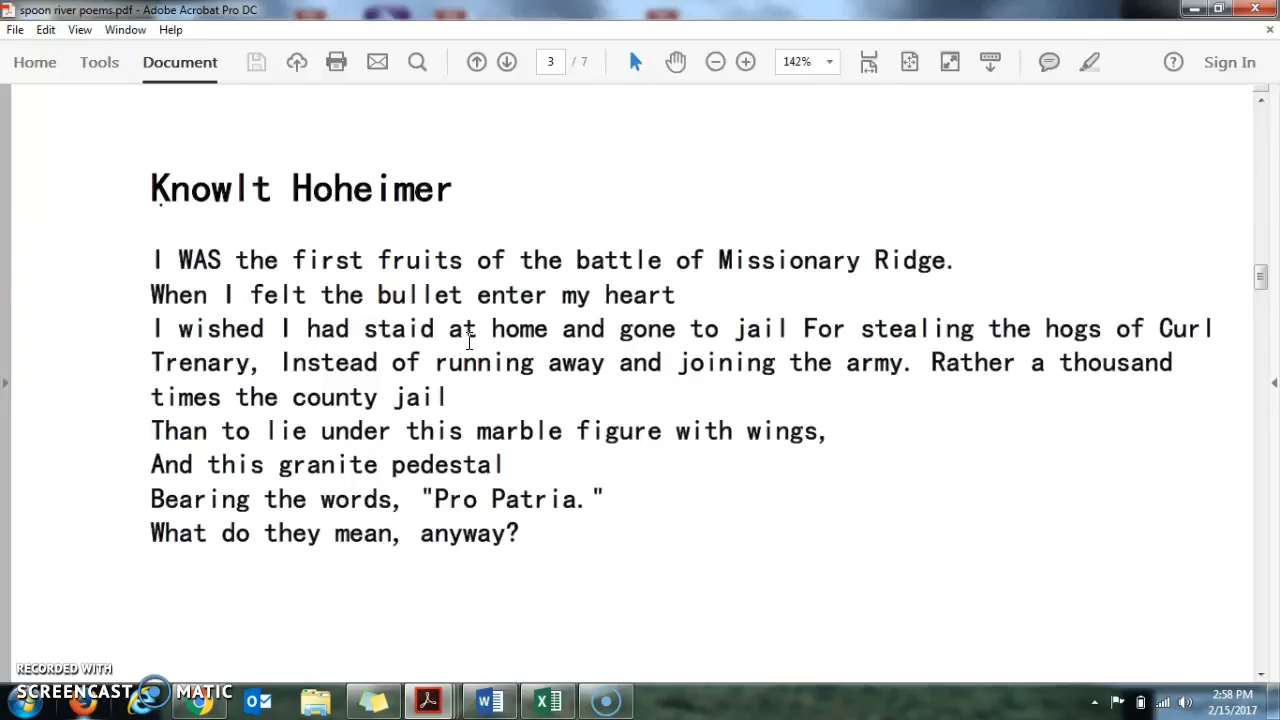 spoon river poems.pdf - Adobe Acrobat Pro DC
File Edit View Window Help
Home Tools Document 3 / 7 142% Sign In
KnowIt Hoheimer
I WAS the first fruits of the battle of Missionary Ridge.
When I felt the bullet enter my heart
I wished I had staid at home and gone to jail For stealing the hogs of Curl
Trenary, Instead of running away and joining the army. Rather a thousand
times the county jail
Than to lie under this marble figure with wings,
And this granite pedestal
Bearing the words, "Pro Patria."
What do they mean, anyway?
RECORDED WITH
SCREENCAST MATIC
2:58 PM
2/15/2017